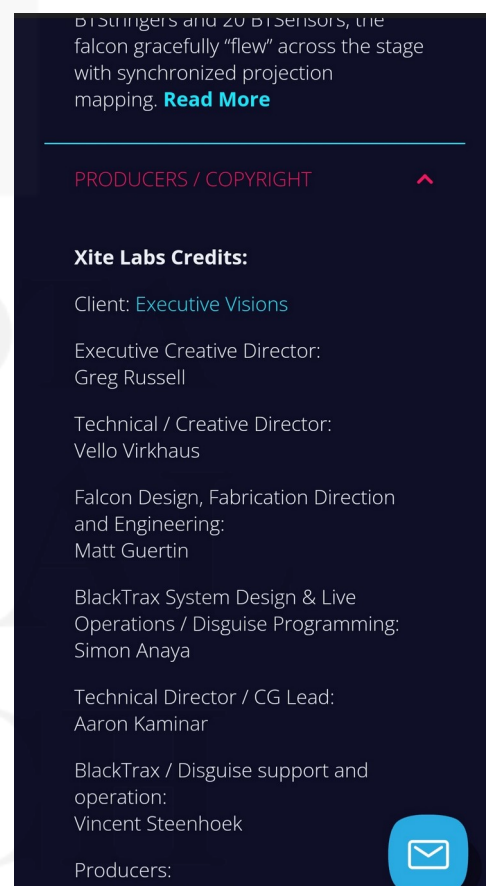 BTStringers and 20 BTSensors, the
falcon gracefully “flew” across the stage
with synchronized projection
mapping. Read More
PRODUCERS / COPYRIGHT
Xite Labs Credits:
Client: Executive Visions
Executive Creative Director:
Greg Russell
Technical / Creative Director:
Vello Virkhaus
Falcon Design, Fabrication Direction
and Engineering:
Matt Guertin
BlackTrax System Design & Live
Operations / Disguise Programming:
Simon Anaya
Technical Director / CG Lead:
Aaron Kaminar
BlackTrax / Disguise support and
operation:
Vincent Steenhoek
Producers: